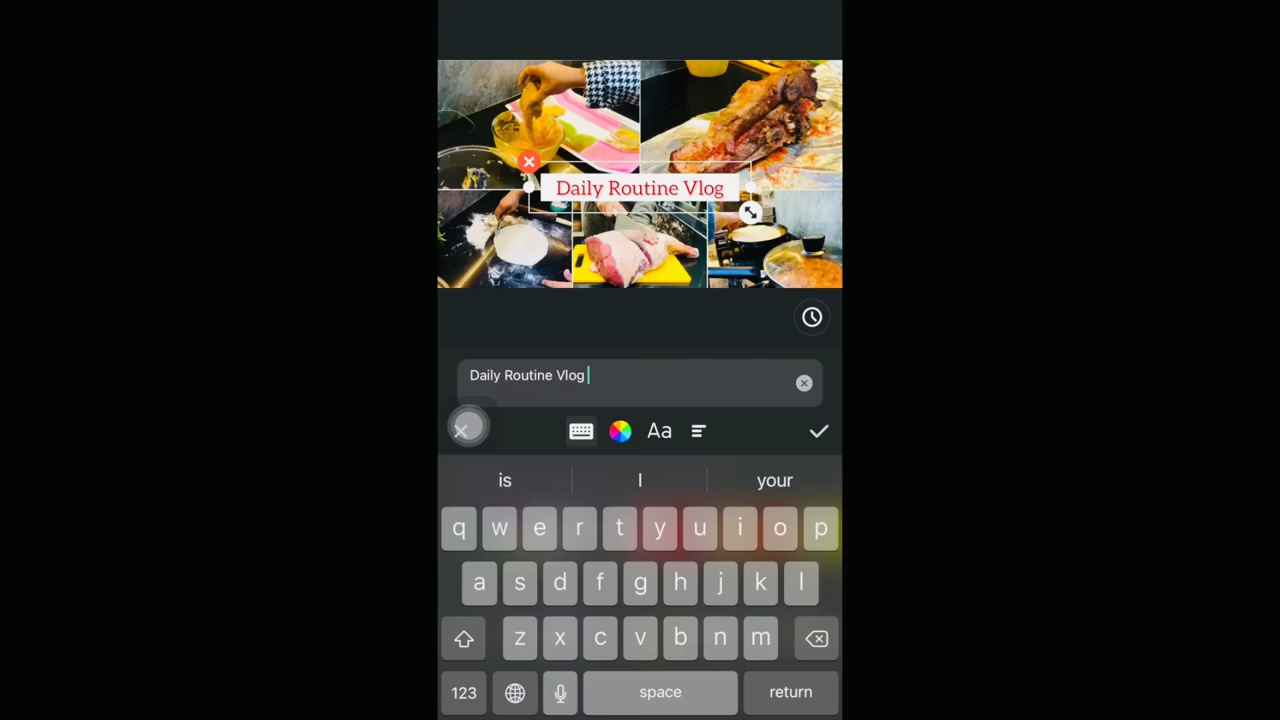 Daily Routine Vlog
Daily Routine Vlog
Aa
is I your
q w e r t y u i o p
a s d f g h j k l
z x c v b n m
123 space return